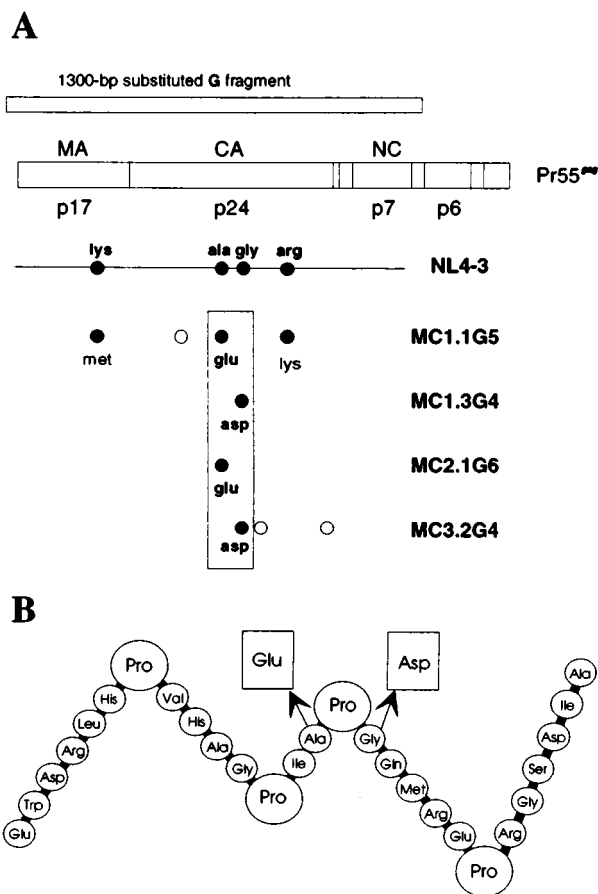 A
1300-bp substituted G fragment
MA CA NC
Pr55gag
p17 p24 p7 p6
lys ala gly arg
NL4-3
MC1.1G5
met glu lys
MC1.3G4
asp
MC2.1G6
glu
MC3.2G4
asp
B
Glu Asp
Glu Trp Asp Arg Leu His Pro Val His Ala Gly Pro Ile Ala Pro Gly Gln Met Arg Glu Pro Arg Gly Ser Asp Ile Ala